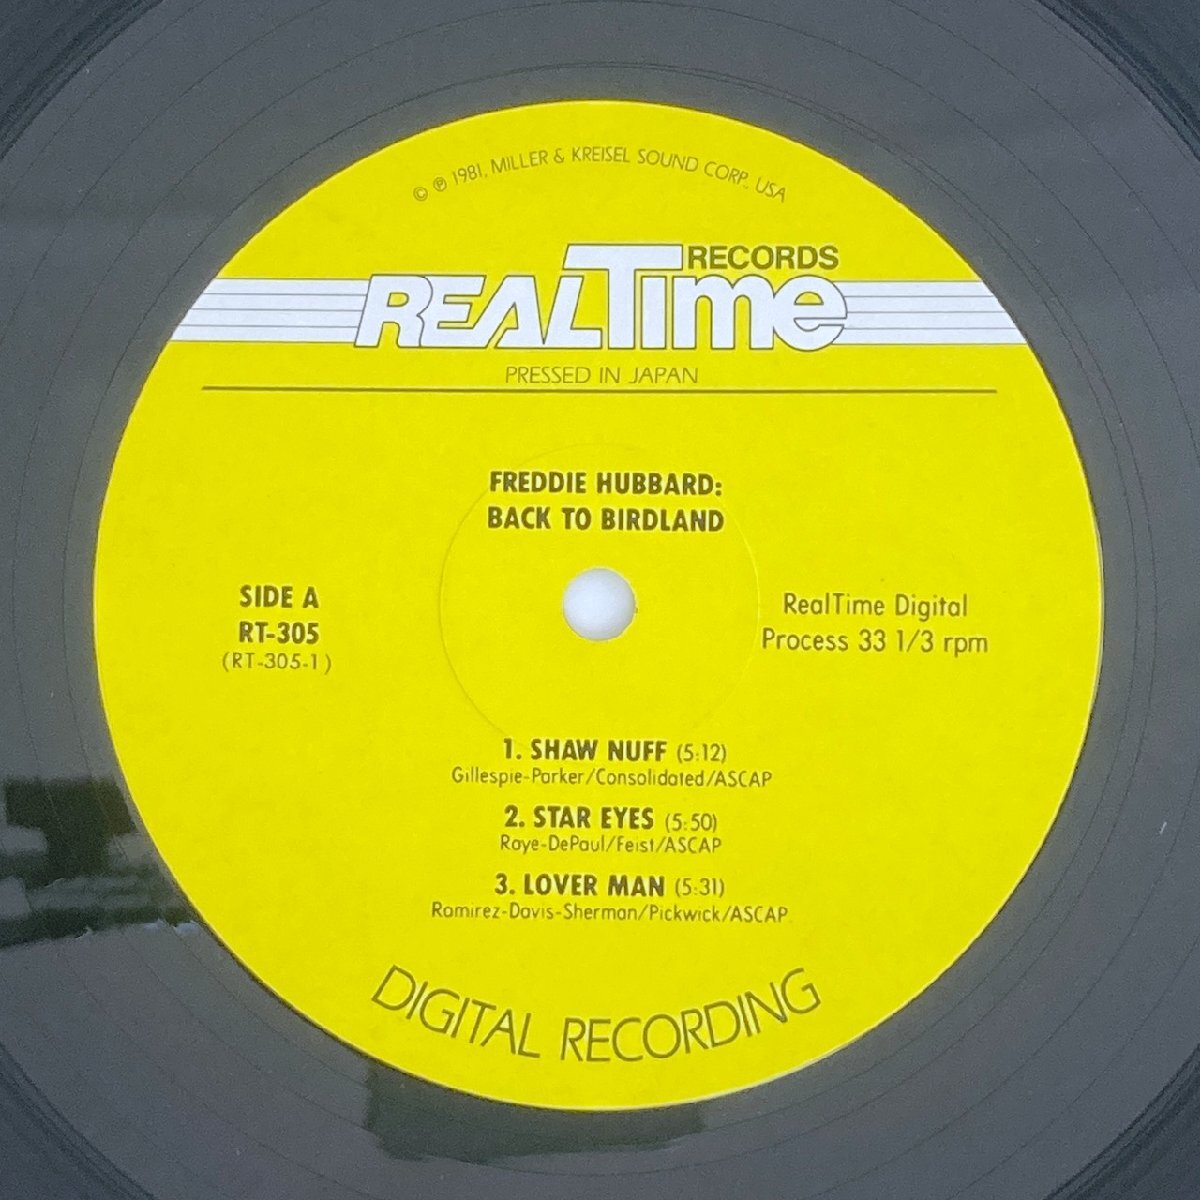 © ℗ 1981, MILLER & KREISEL SOUND CORP., USA
REALTime RECORDS
PRESSED IN JAPAN
FREDDIE HUBBARD:
BACK TO BIRDLAND
SIDE A
RT-305
(RT-305-1)
RealTime Digital
Process 33 1/3 rpm
1. SHAW NUFF (5:12)
Gillespie-Parker/Consolidated/ASCAP
2. STAR EYES (5:50)
Raye-DePaul/Feist/ASCAP
3. LOVER MAN (5:31)
Ramirez-Davis-Sherman/Pickwick/ASCAP
DIGITAL RECORDING